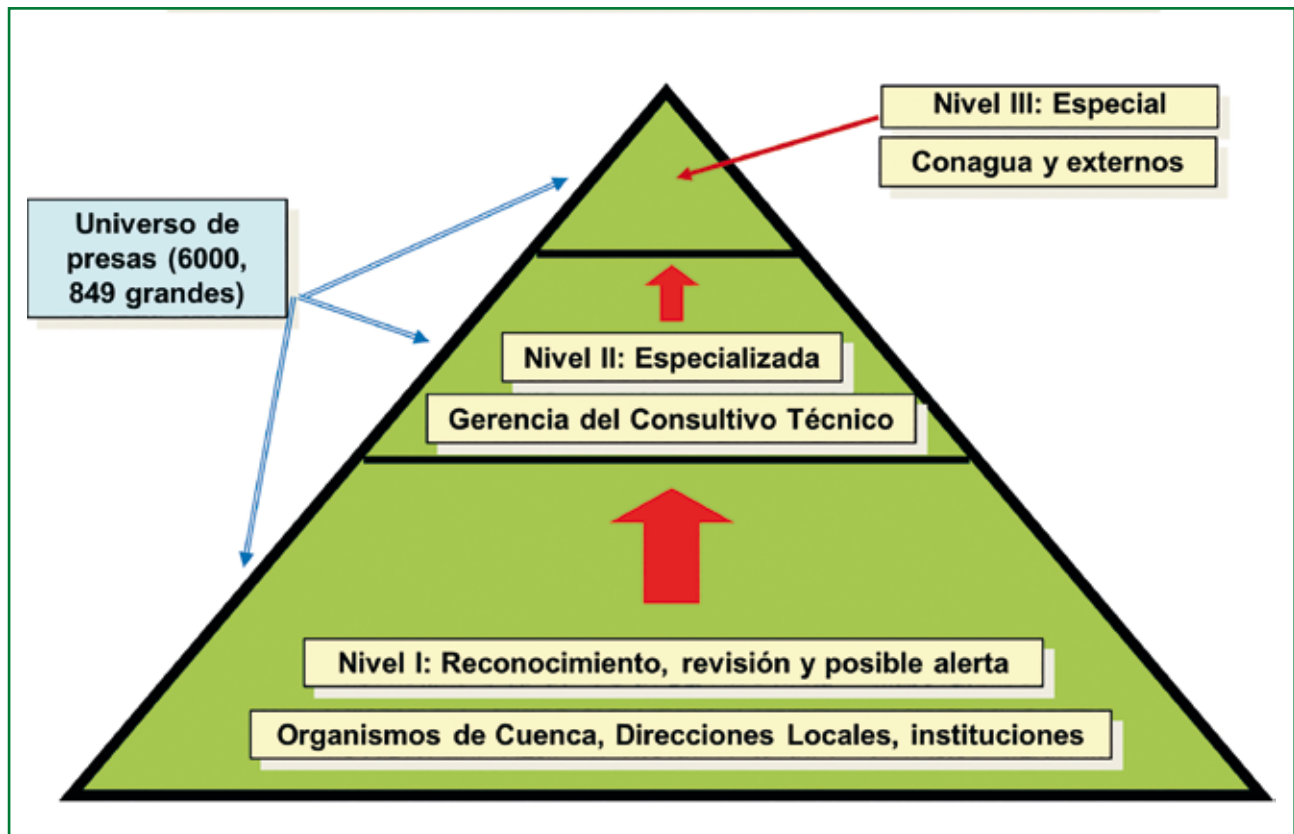 Nivel III: Especial
Conagua y externos
Universo de
presas (6000,
849 grandes)
Nivel II: Especializada
Gerencia del Consultivo Técnico
Nivel I: Reconocimiento, revisión y posible alerta
Organismos de Cuenca, Direcciones Locales, instituciones